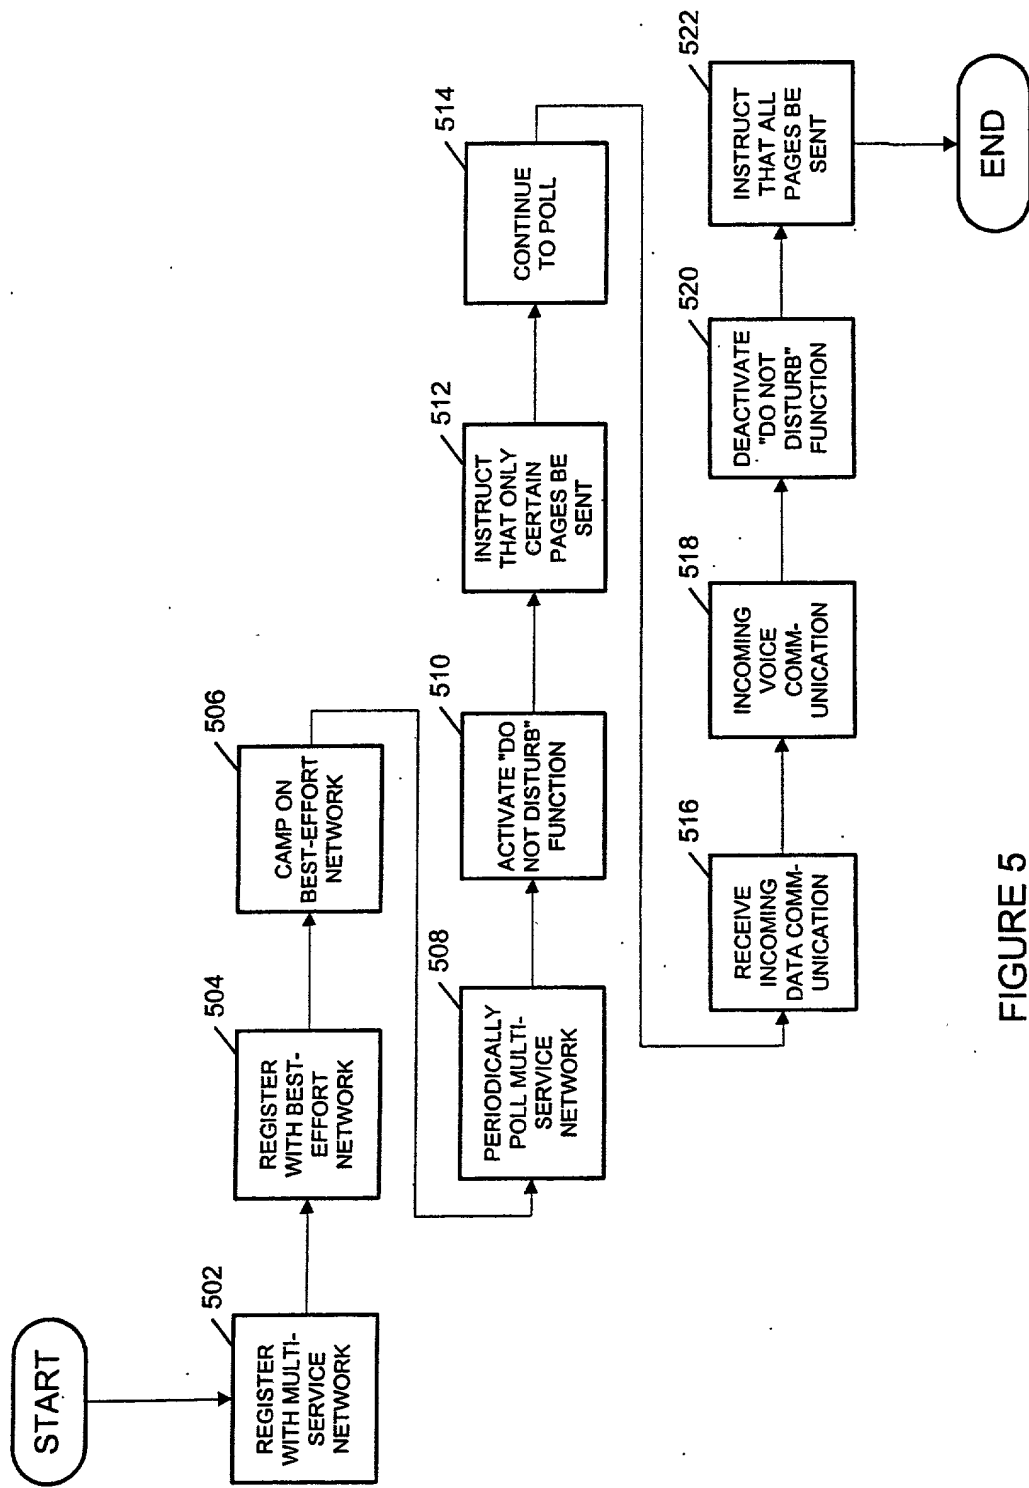 START
502
REGISTER
WITH MULTI-
SERVICE
NETWORK
504
REGISTER
WITH BEST-
EFFORT
NETWORK
506
CAMP ON
BEST-EFFORT
NETWORK
508
PERIODICALLY
POLL MULTI-
SERVICE
NETWORK
510
ACTIVATE "DO
NOT DISTURB"
FUNCTION
512
INSTRUCT
THAT ONLY
CERTAIN
PAGES BE
SENT
514
CONTINUE
TO POLL
516
RECEIVE
INCOMING
DATA COMM-
UNICATION
518
INCOMING
VOICE
COMM-
UNICATION
520
DEACTIVATE
"DO NOT
DISTURB"
FUNCTION
522
INSTRUCT
THAT ALL
PAGES BE
SENT
END
FIGURE 5